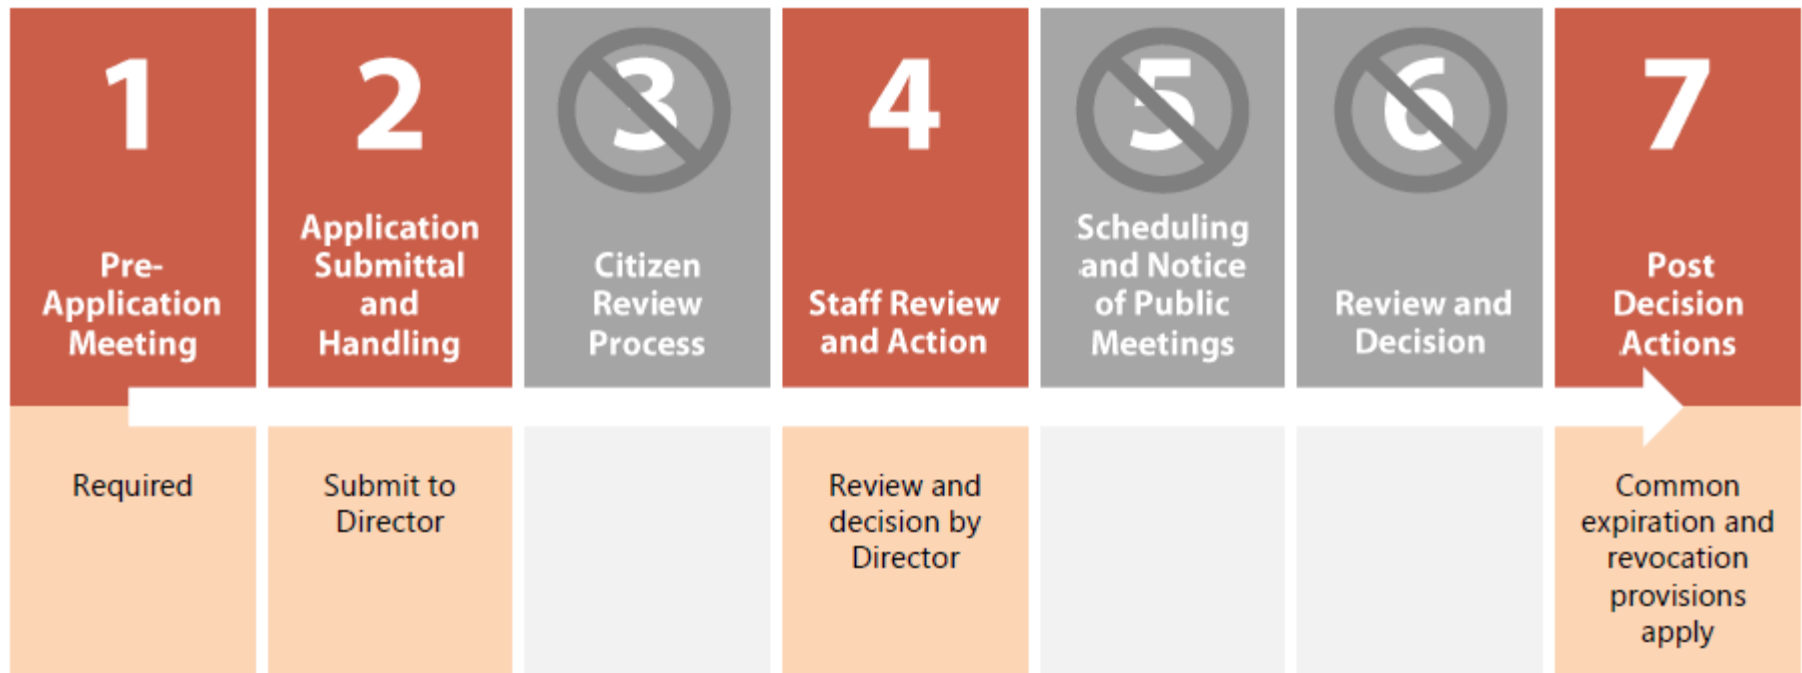 1
Pre-
Application
Meeting
Required
2
Application
Submittal
and
Handling
Submit to
Director
3
Citizen
Review
Process
4
Staff Review
and Action
Review and
decision by
Director
5
Scheduling
and Notice
of Public
Meetings
6
Review and
Decision
7
Post
Decision
Actions
Common
expiration and
revocation
provisions
apply